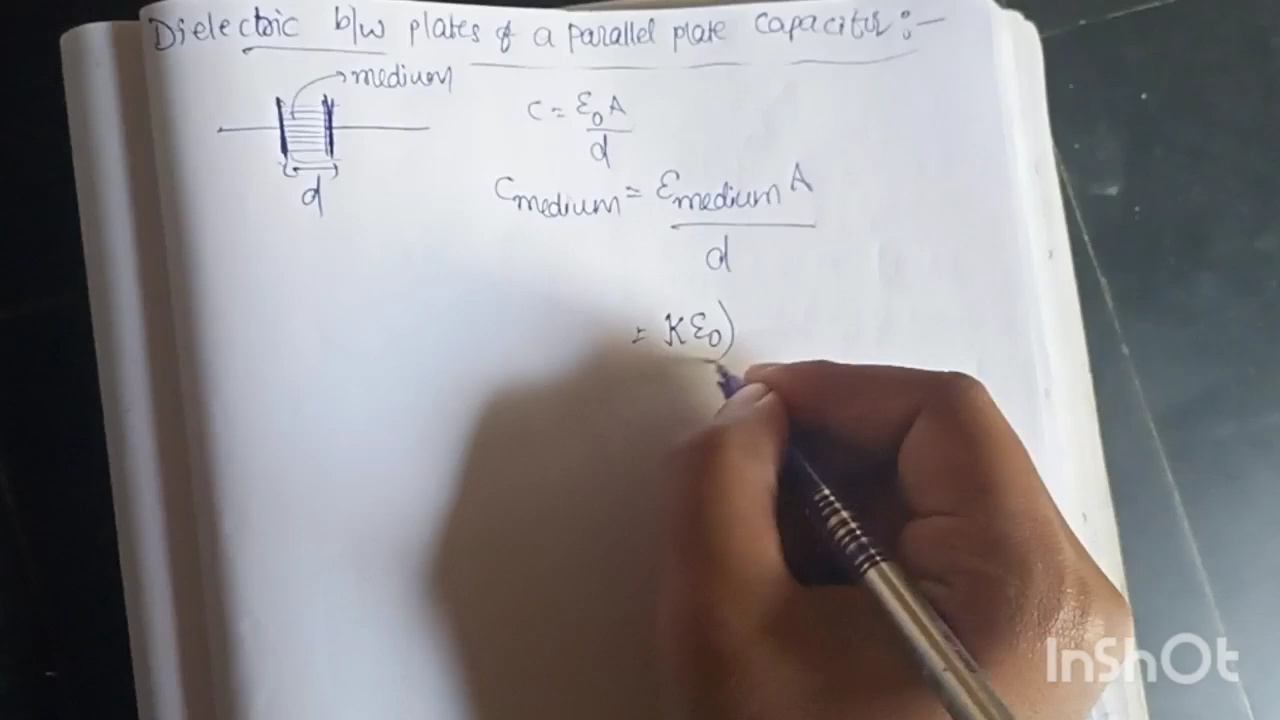 Dielectric b/w plates of a parallel plate capacitor :-
medium
d
C = ε₀A
d
Cmedium = εmedium A
d
= Kε₀)
InShOt